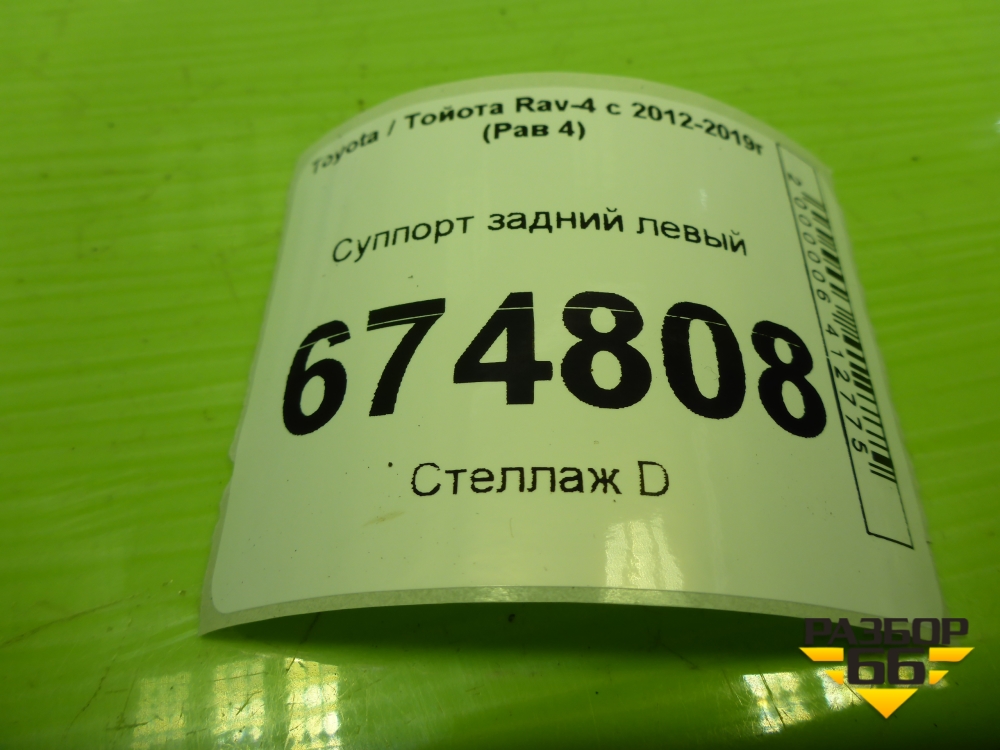 Toyota / Тойота Rav-4 с 2012-2019г
(Рав 4)
Суппорт задний левый
674808
Стеллаж D
2000006412775
РАЗБОР
66